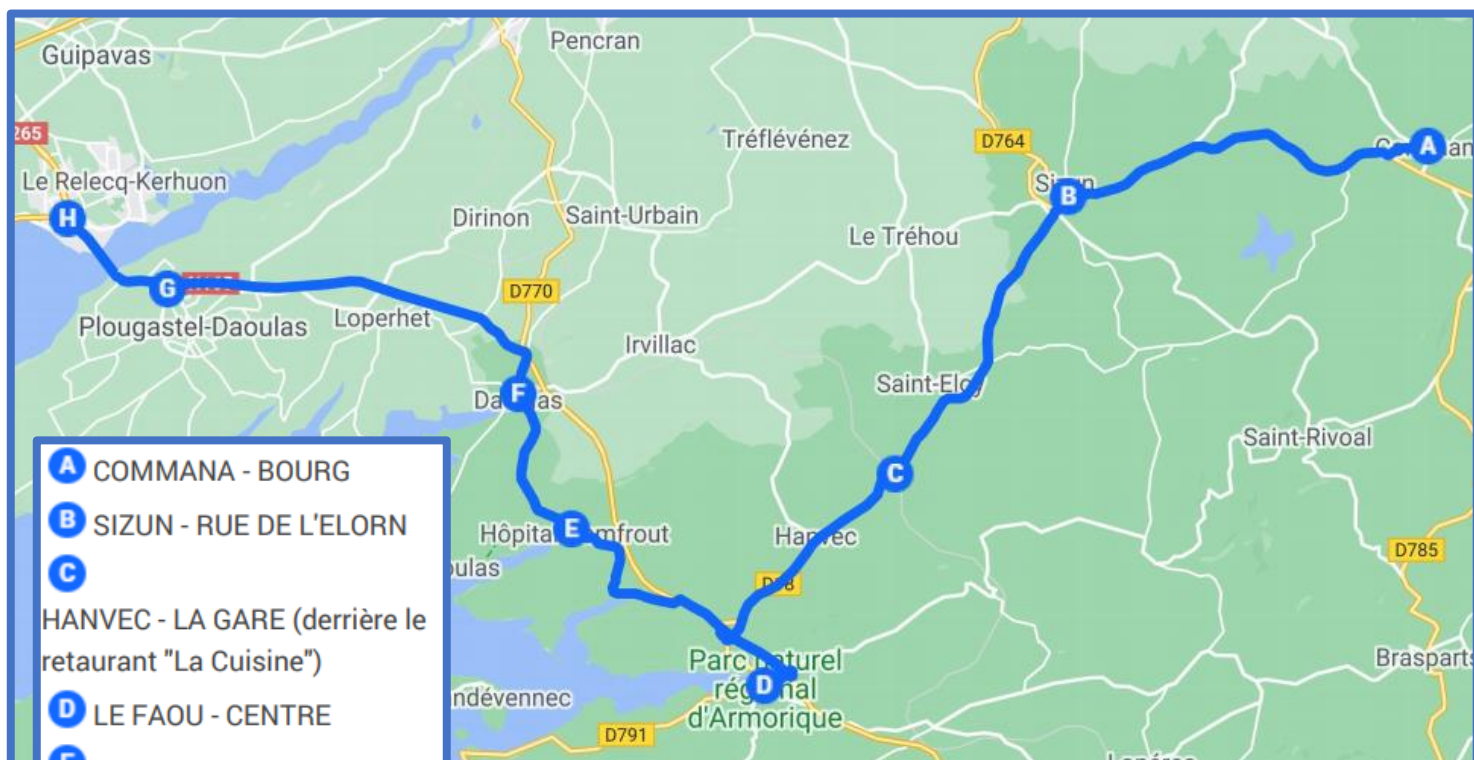 Guipavas
Pencran
265
Tréflévénez
D764
A
Le Relecq-Kerhuon
B
H
Dirinon
Saint-Urbain
Le Tréhou
G
D770
Plougastel-Daoulas
Loperhet
Irvillac
F
Saint-Eloy
Saint-Rivoal
C
E
Hanvec
D785
Parc naturel
régional
d'Armorique
D
Brasparts
D791
A COMMANA - BOURG
B SIZUN - RUE DE L'ELORN
C
HANVEC - LA GARE (derrière le
retaurant "La Cuisine")
D LE FAOU - CENTRE